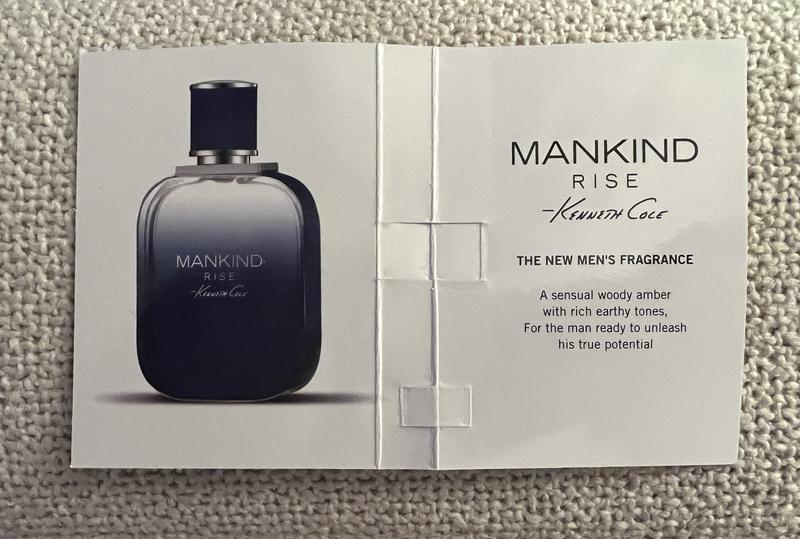 MANKIND
RISE
Kenneth Cole
MANKIND
RISE
Kenneth Cole
THE NEW MEN'S FRAGRANCE
A sensual woody amber
with rich earthy tones,
For the man ready to unleash
his true potential